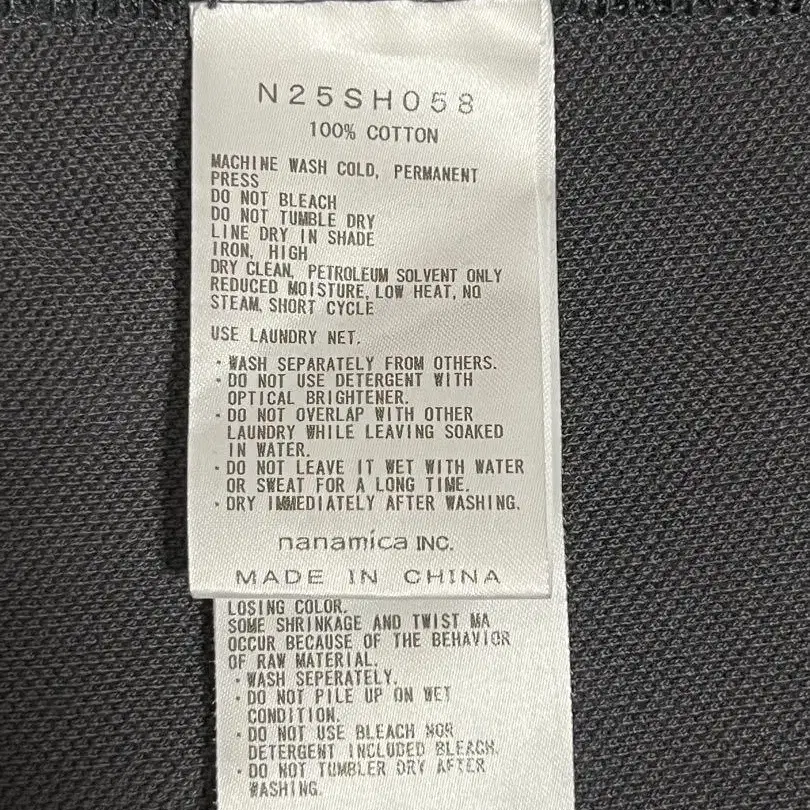 N25SH058
100% COTTON
MACHINE WASH COLD, PERMANENT
PRESS
DO NOT BLEACH
DO NOT TUMBLE DRY
LINE DRY IN SHADE
IRON, HIGH
DRY CLEAN, PETROLEUM SOLVENT ONLY
REDUCED MOISTURE, LOW HEAT, NO
STEAM, SHORT CYCLE
USE LAUNDRY NET.
・WASH SEPARATELY FROM OTHERS.
・DO NOT USE DETERGENT WITH
OPTICAL BRIGHTENER.
・DO NOT OVERLAP WITH OTHER
LAUNDRY WHILE LEAVING SOAKED
IN WATER.
・DO NOT LEAVE IT WET WITH WATER
OR SWEAT FOR A LONG TIME.
・DRY IMMEDIATELY AFTER WASHING.
nanamica INC.
MADE IN CHINA
LOSING COLOR.
SOME SHRINKAGE AND TWIST MA
OCCUR BECAUSE OF THE BEHAVIOR
OF RAW MATERIAL.
・WASH SEPERATELY.
・DO NOT PILE UP ON WET
CONDITION.
・DO NOT USE BLEACH NOR
DETERGENT INCLUDED BLEACH.
・DO NOT TUMBLER DRY AFTER
WASHING.